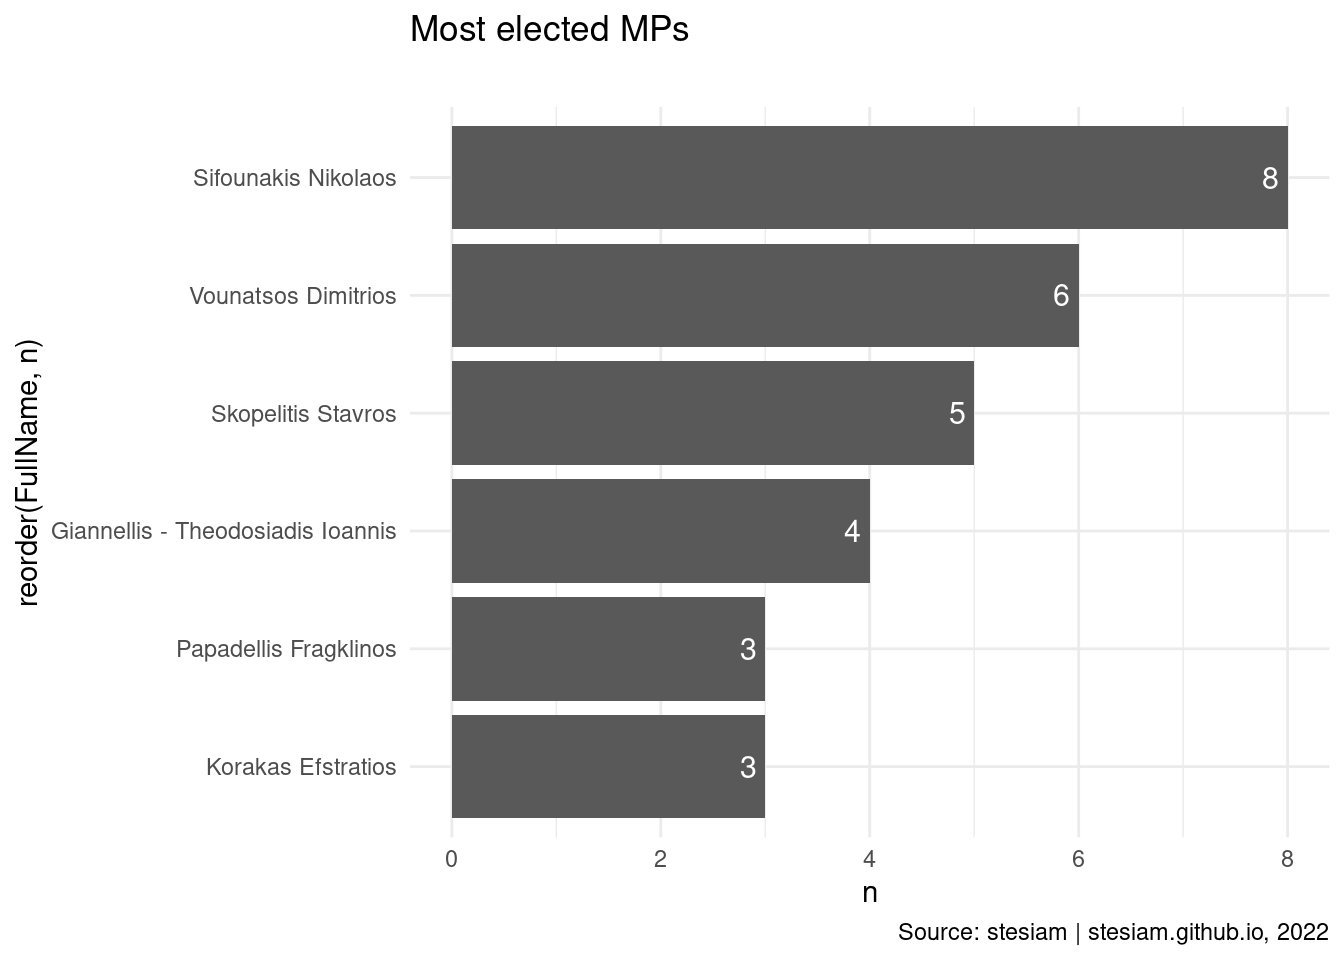 Most elected MPs
reorder(FullName, n)
Sifounakis Nikolaos 8
Vounatsos Dimitrios 6
Skopelitis Stavros 5
Giannellis - Theodosiadis Ioannis 4
Papadellis Fragklinos 3
Korakas Efstratios 3
0 2 4 6 8
n
Source: stesiam | stesiam.github.io, 2022